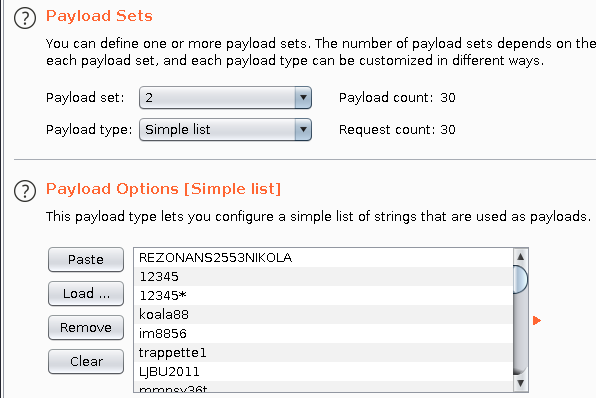 Payload Sets
You can define one or more payload sets. The number of payload sets depends on the
each payload set, and each payload type can be customized in different ways.
Payload set: 2 Payload count: 30
Payload type: Simple list Request count: 30
Payload Options [Simple list]
This payload type lets you configure a simple list of strings that are used as payloads.
Paste
Load ...
Remove
Clear
REZONANS2553NIKOLA
12345
12345*
koala88
im8856
trappette1
LJBU2011